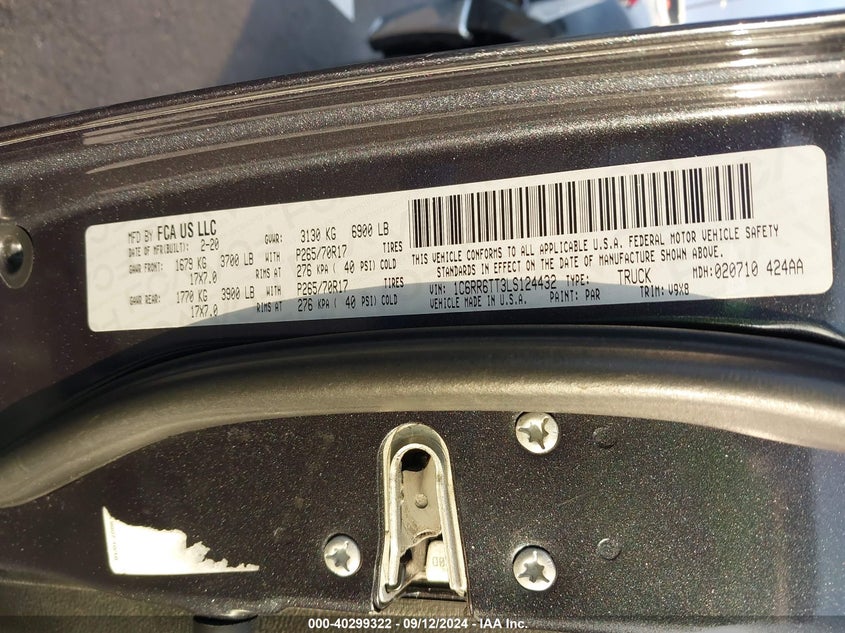 MFD BY FCA US LLC
DATE OF MFR(BUILT): 2-20 GVWR: 3130 KG 6900 LB
GAWR FRONT: 1679 KG 3700 LB WITH P265/70R17 TIRES
17X7.0 RIMS AT 276 KPA ( 40 PSI) COLD
GAWR REAR: 1770 KG 3900 LB WITH P265/70R17 TIRES
17X7.0 RIMS AT 276 KPA ( 40 PSI) COLD
THIS VEHICLE CONFORMS TO ALL APPLICABLE U.S.A. FEDERAL MOTOR VEHICLE SAFETY
STANDARDS IN EFFECT ON THE DATE OF MANUFACTURE SHOWN ABOVE.
VIN: 1C6RR6TT3LS124432 TYPE: TRUCK MDH: 020710 424AA
VEHICLE MADE IN U.S.A. PAINT: PAR TRIM: V9X8
000-40299322 - 09/12/2024 - IAA Inc.